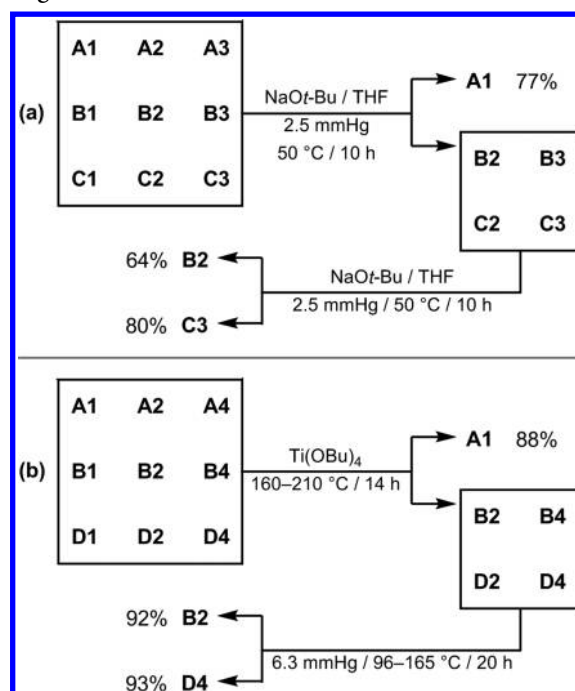 A1 A2 A3
(a) B1 B2 B3
C1 C2 C3
NaOt-Bu / THF
2.5 mmHg
50 °C / 10 h
A1 77%
B2 B3
C2 C3
64% B2
80% C3
NaOt-Bu / THF
2.5 mmHg / 50 °C / 10 h
A1 A2 A4
(b) B1 B2 B4
D1 D2 D4
Ti(OBu)4
160–210 °C / 14 h
A1 88%
B2 B4
D2 D4
92% B2
93% D4
6.3 mmHg / 96–165 °C / 20 h